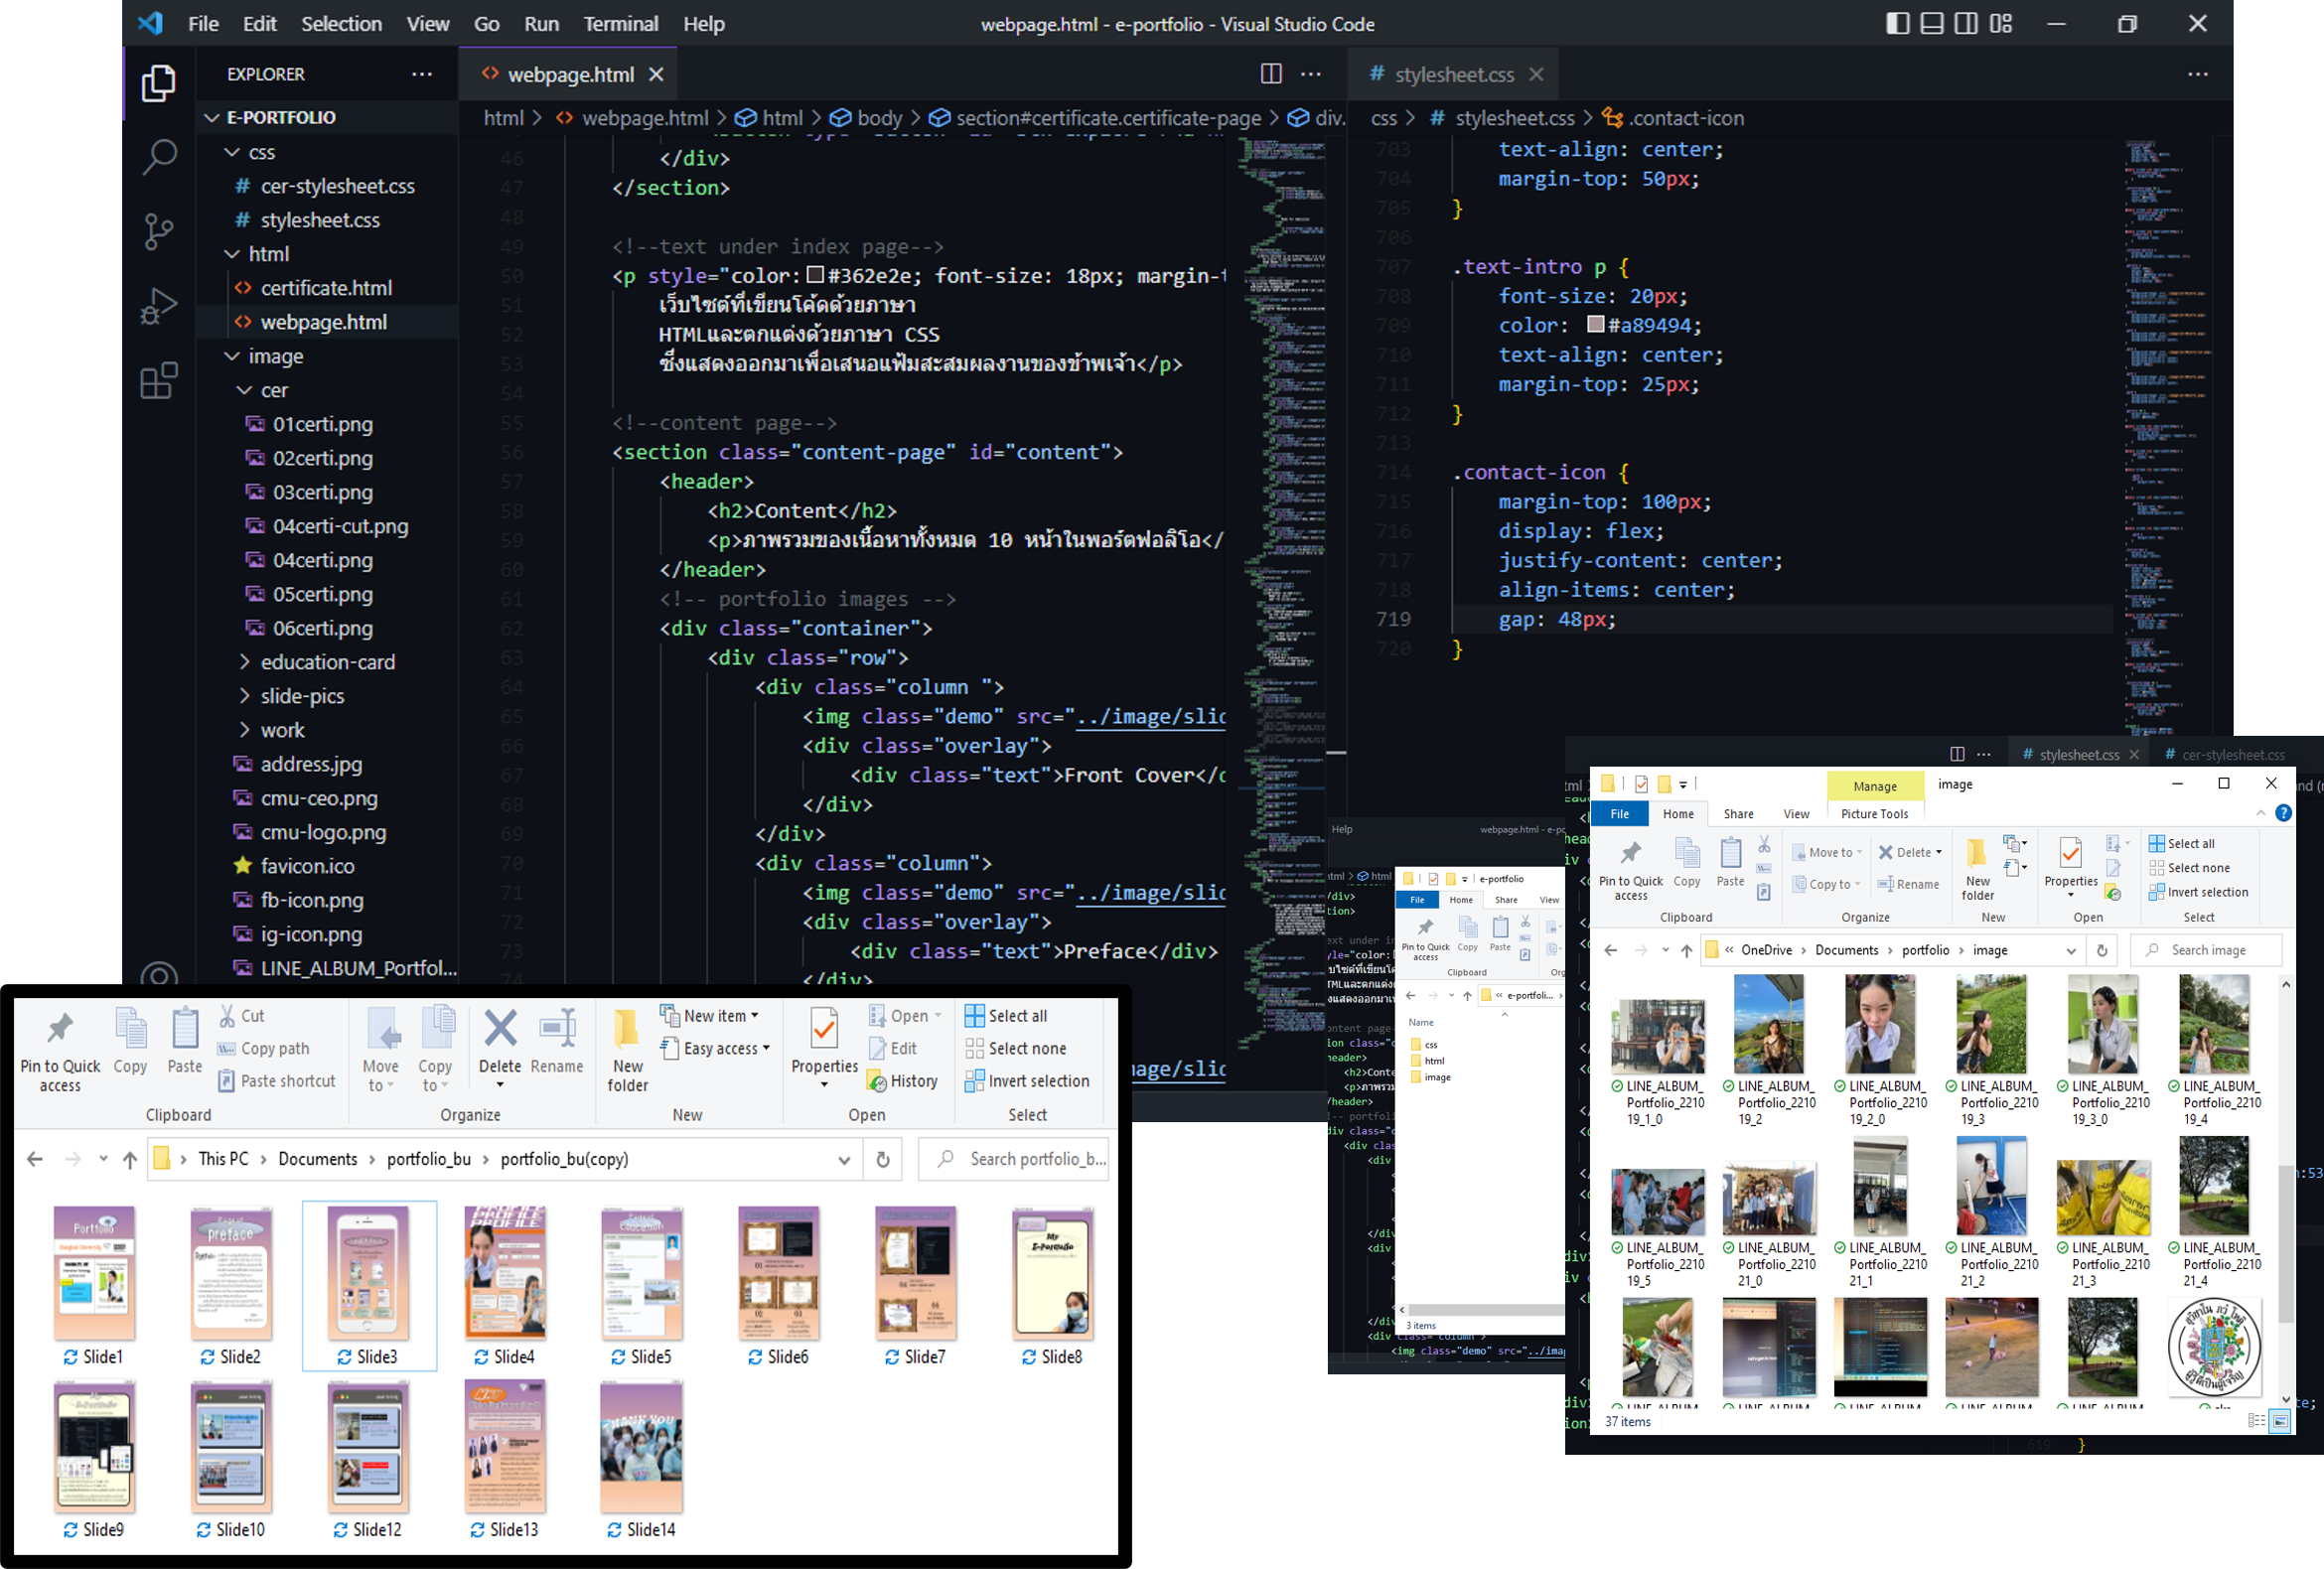 File Edit Selection View Go Run Terminal Help
webpage.html - e-portfolio - Visual Studio Code
EXPLORER
E-PORTFOLIO
css
cer-stylesheet.css
stylesheet.css
html
certificate.html
webpage.html
image
cer
01certi.png
02certi.png
03certi.png
04certi-cut.png
04certi.png
05certi.png
06certi.png
education-card
slide-pics
work
address.jpg
cmu-ceo.png
cmu-logo.png
favicon.ico
fb-icon.png
ig-icon.png
LINE_ALBUM_Portfol...
webpage.html
html > webpage.html > html > body > section#certificate.certificate-page > div.
46 </div>
47 </section>
48
49 <!--text under index page-->
50 <p style="color: #362e2e; font-size: 18px; margin-t
51 เว็บไซต์ที่เขียนโค้ดด้วยภาษา
52 HTMLและตกแต่งด้วยภาษา CSS
53 ซึ่งแสดงออกมาเพื่อเสนอแฟ้มสะสมผลงานของข้าพเจ้า</p>
54
55 <!--content page-->
56 <section class="content-page" id="content">
57 <header>
58 <h2>Content</h2>
59 <p>ภาพรวมของเนื้อหาทั้งหมด 10 หน้าในพอร์ตฟอลิโอ</
60 </header>
61 <!-- portfolio images -->
62 <div class="container">
63 <div class="row">
64 <div class="column ">
65 <img class="demo" src="../image/slid
66 <div class="overlay">
67 <div class="text">Front Cover</d
68 </div>
69 </div>
70 <div class="column">
71 <img class="demo" src="../image/slid
72 <div class="overlay">
73 <div class="text">Preface</div>
74 </div>
mage/slid
stylesheet.css
css > stylesheet.css > .contact-icon
703 text-align: center;
704 margin-top: 50px;
705 }
706
707 .text-intro p {
708 font-size: 20px;
709 color: #a89494;
710 text-align: center;
711 margin-top: 25px;
712 }
713
714 .contact-icon {
715 margin-top: 100px;
716 display: flex;
717 justify-content: center;
718 align-items: center;
719 gap: 48px;
720 }
Pin to Quick access
Copy
Paste
Cut
Copy path
Paste shortcut
Clipboard
Move to
Copy to
Delete
Rename
Organize
New folder
New item
Easy access
New
Properties
Open
Edit
History
Open
Select all
Select none
Invert selection
Select
This PC > Documents > portfolio_bu > portfolio_bu(copy)
Search portfolio_b...
Portfolio
preface
PROFILE
My
E-Portfolio
Slide1 Slide2 Slide3 Slide4 Slide5 Slide6 Slide7 Slide8
THANK YOU
Slide9 Slide10 Slide12 Slide13 Slide14
Help
webpage.html - e-po
e-portfolio
File Home Share View
Pin to Quick access
Copy
Paste
Clipboard
Org
e-portfoli...
Name
css
html
image
3 items
<div class="column">
<img class="demo" src="../imag
stylesheet.css
cer-stylesheet.css
Manage
image
File Home Share View Picture Tools
Pin to Quick access
Copy
Paste
Clipboard
Move to
Copy to
Delete
Rename
Organize
New folder
New
Properties
Open
Select all
Select none
Invert selection
Select
OneDrive > Documents > portfolio > image
Search image
LINE_ALBUM_Portfolio_221019_1_0
LINE_ALBUM_Portfolio_221019_2
LINE_ALBUM_Portfolio_221019_2_0
LINE_ALBUM_Portfolio_221019_3
LINE_ALBUM_Portfolio_221019_3_0
LINE_ALBUM_Portfolio_221019_4
LINE_ALBUM_Portfolio_221019_5
LINE_ALBUM_Portfolio_221021_0
LINE_ALBUM_Portfolio_221021_1
LINE_ALBUM_Portfolio_221021_2
LINE_ALBUM_Portfolio_221021_3
LINE_ALBUM_Portfolio_221021_4
37 items
619 }